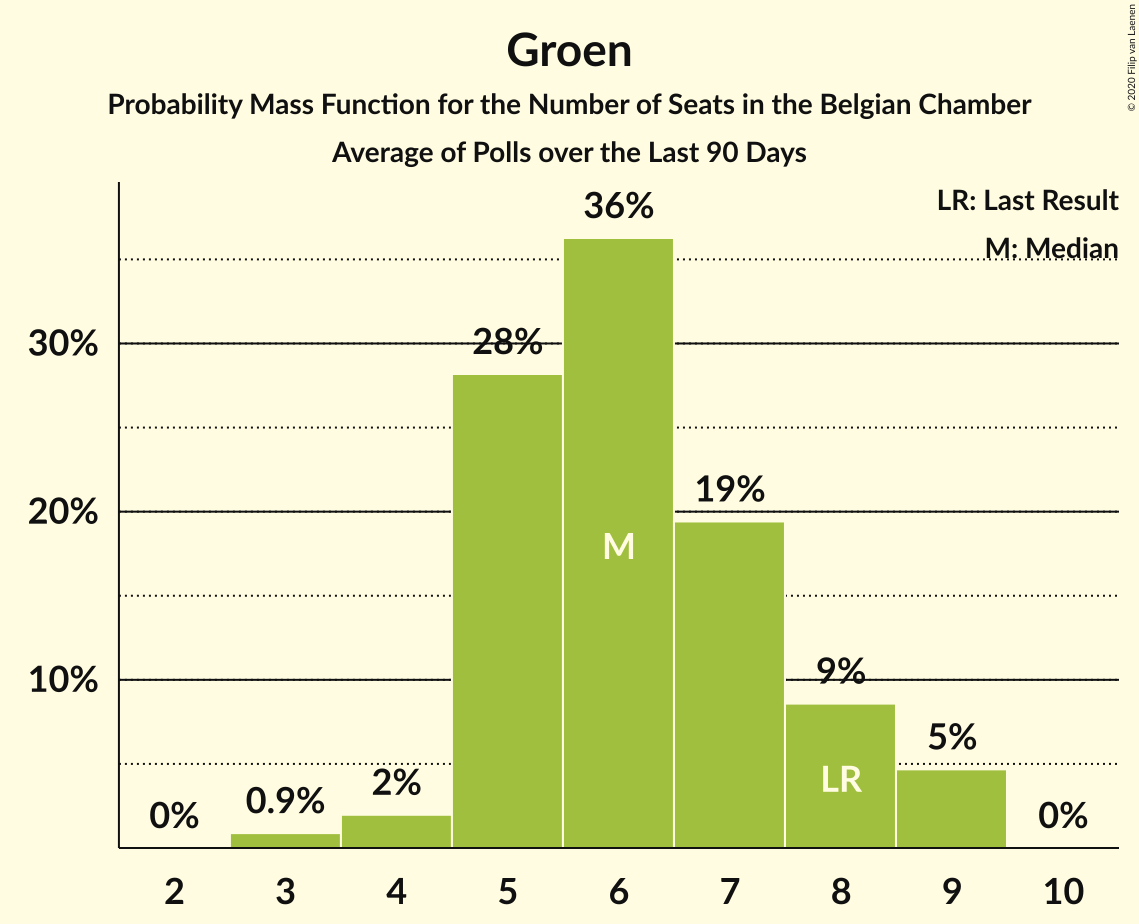 Groen
Probability Mass Function for the Number of Seats in the Belgian Chamber
Average of Polls over the Last 90 Days
© 2020 Filip van Laenen
LR: Last Result
M: Median
30%
20%
10%
0%
0.9%
2%
28%
36%
19%
9%
5%
0%
M
LR
2 3 4 5 6 7 8 9 10